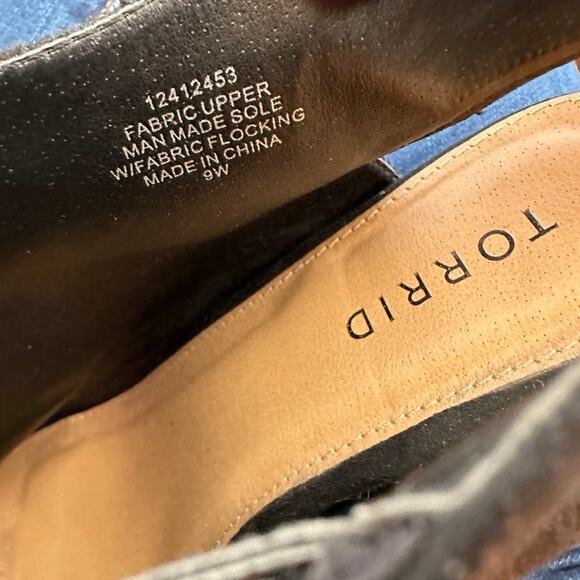 12412453
FABRIC UPPER
MAN MADE SOLE
W/FABRIC FLOCKING
MADE IN CHINA
9W
TORRID